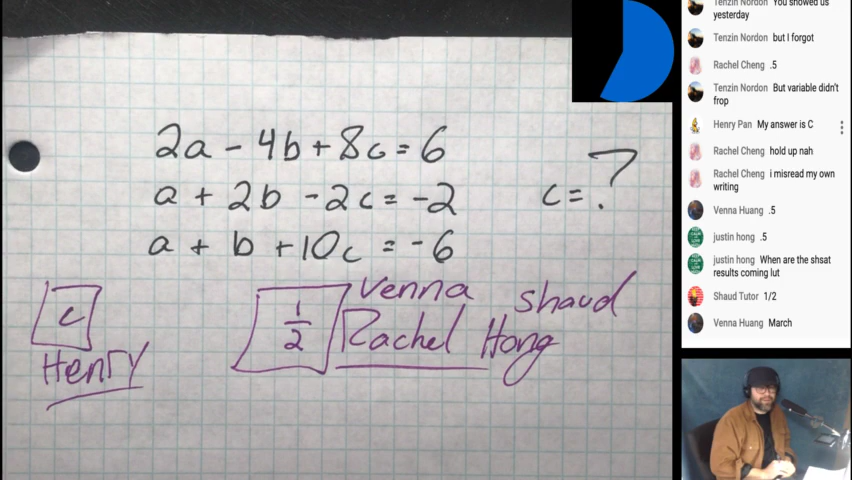 2a - 4b + 8c = 6
a + 2b - 2c = -2
a + b + 10c = -6
c = ?
c
Henry
1/2
Venna
Shaud
Rachel
Hong
Tenzin Nordon You showed us
yesterday
Tenzin Nordon but I forgot
Rachel Cheng .5
Tenzin Nordon But variable didn't
frop
Henry Pan My answer is C
Rachel Cheng hold up nah
Rachel Cheng i misread my own
writing
Venna Huang .5
justin hong .5
justin hong When are the shsat
results coming lut
Shaud Tutor 1/2
Venna Huang March